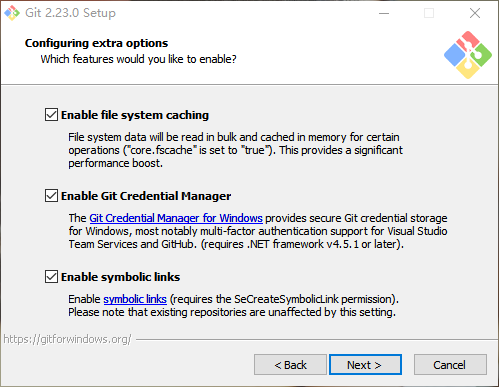 Git 2.23.0 Setup
Configuring extra options
Which features would you like to enable?
Enable file system caching
File system data will be read in bulk and cached in memory for certain
operations ("core.fscache" is set to "true"). This provides a significant
performance boost.
Enable Git Credential Manager
The Git Credential Manager for Windows provides secure Git credential storage
for Windows, most notably multi-factor authentication support for Visual Studio
Team Services and GitHub. (requires .NET framework v4.5.1 or later).
Enable symbolic links
Enable symbolic links (requires the SeCreateSymbolicLink permission).
Please note that existing repositories are unaffected by this setting.
https://gitforwindows.org/
< Back
Next >
Cancel